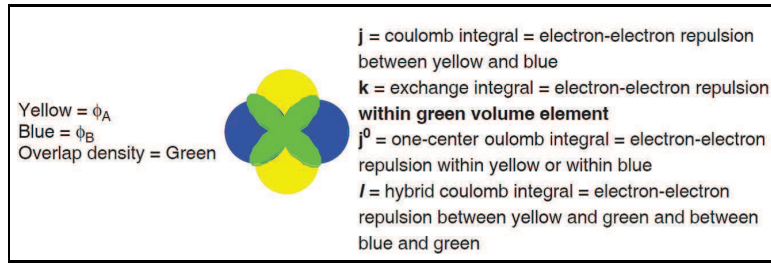 Yellow = ϕA
Blue = ϕB
Overlap density = Green
j = coulomb integral = electron-electron repulsion
between yellow and blue
k = exchange integral = electron-electron repulsion
within green volume element
j⁰ = one-center oulomb integral = electron-electron
repulsion within yellow or within blue
l = hybrid coulomb integral = electron-electron
repulsion between yellow and green and between
blue and green